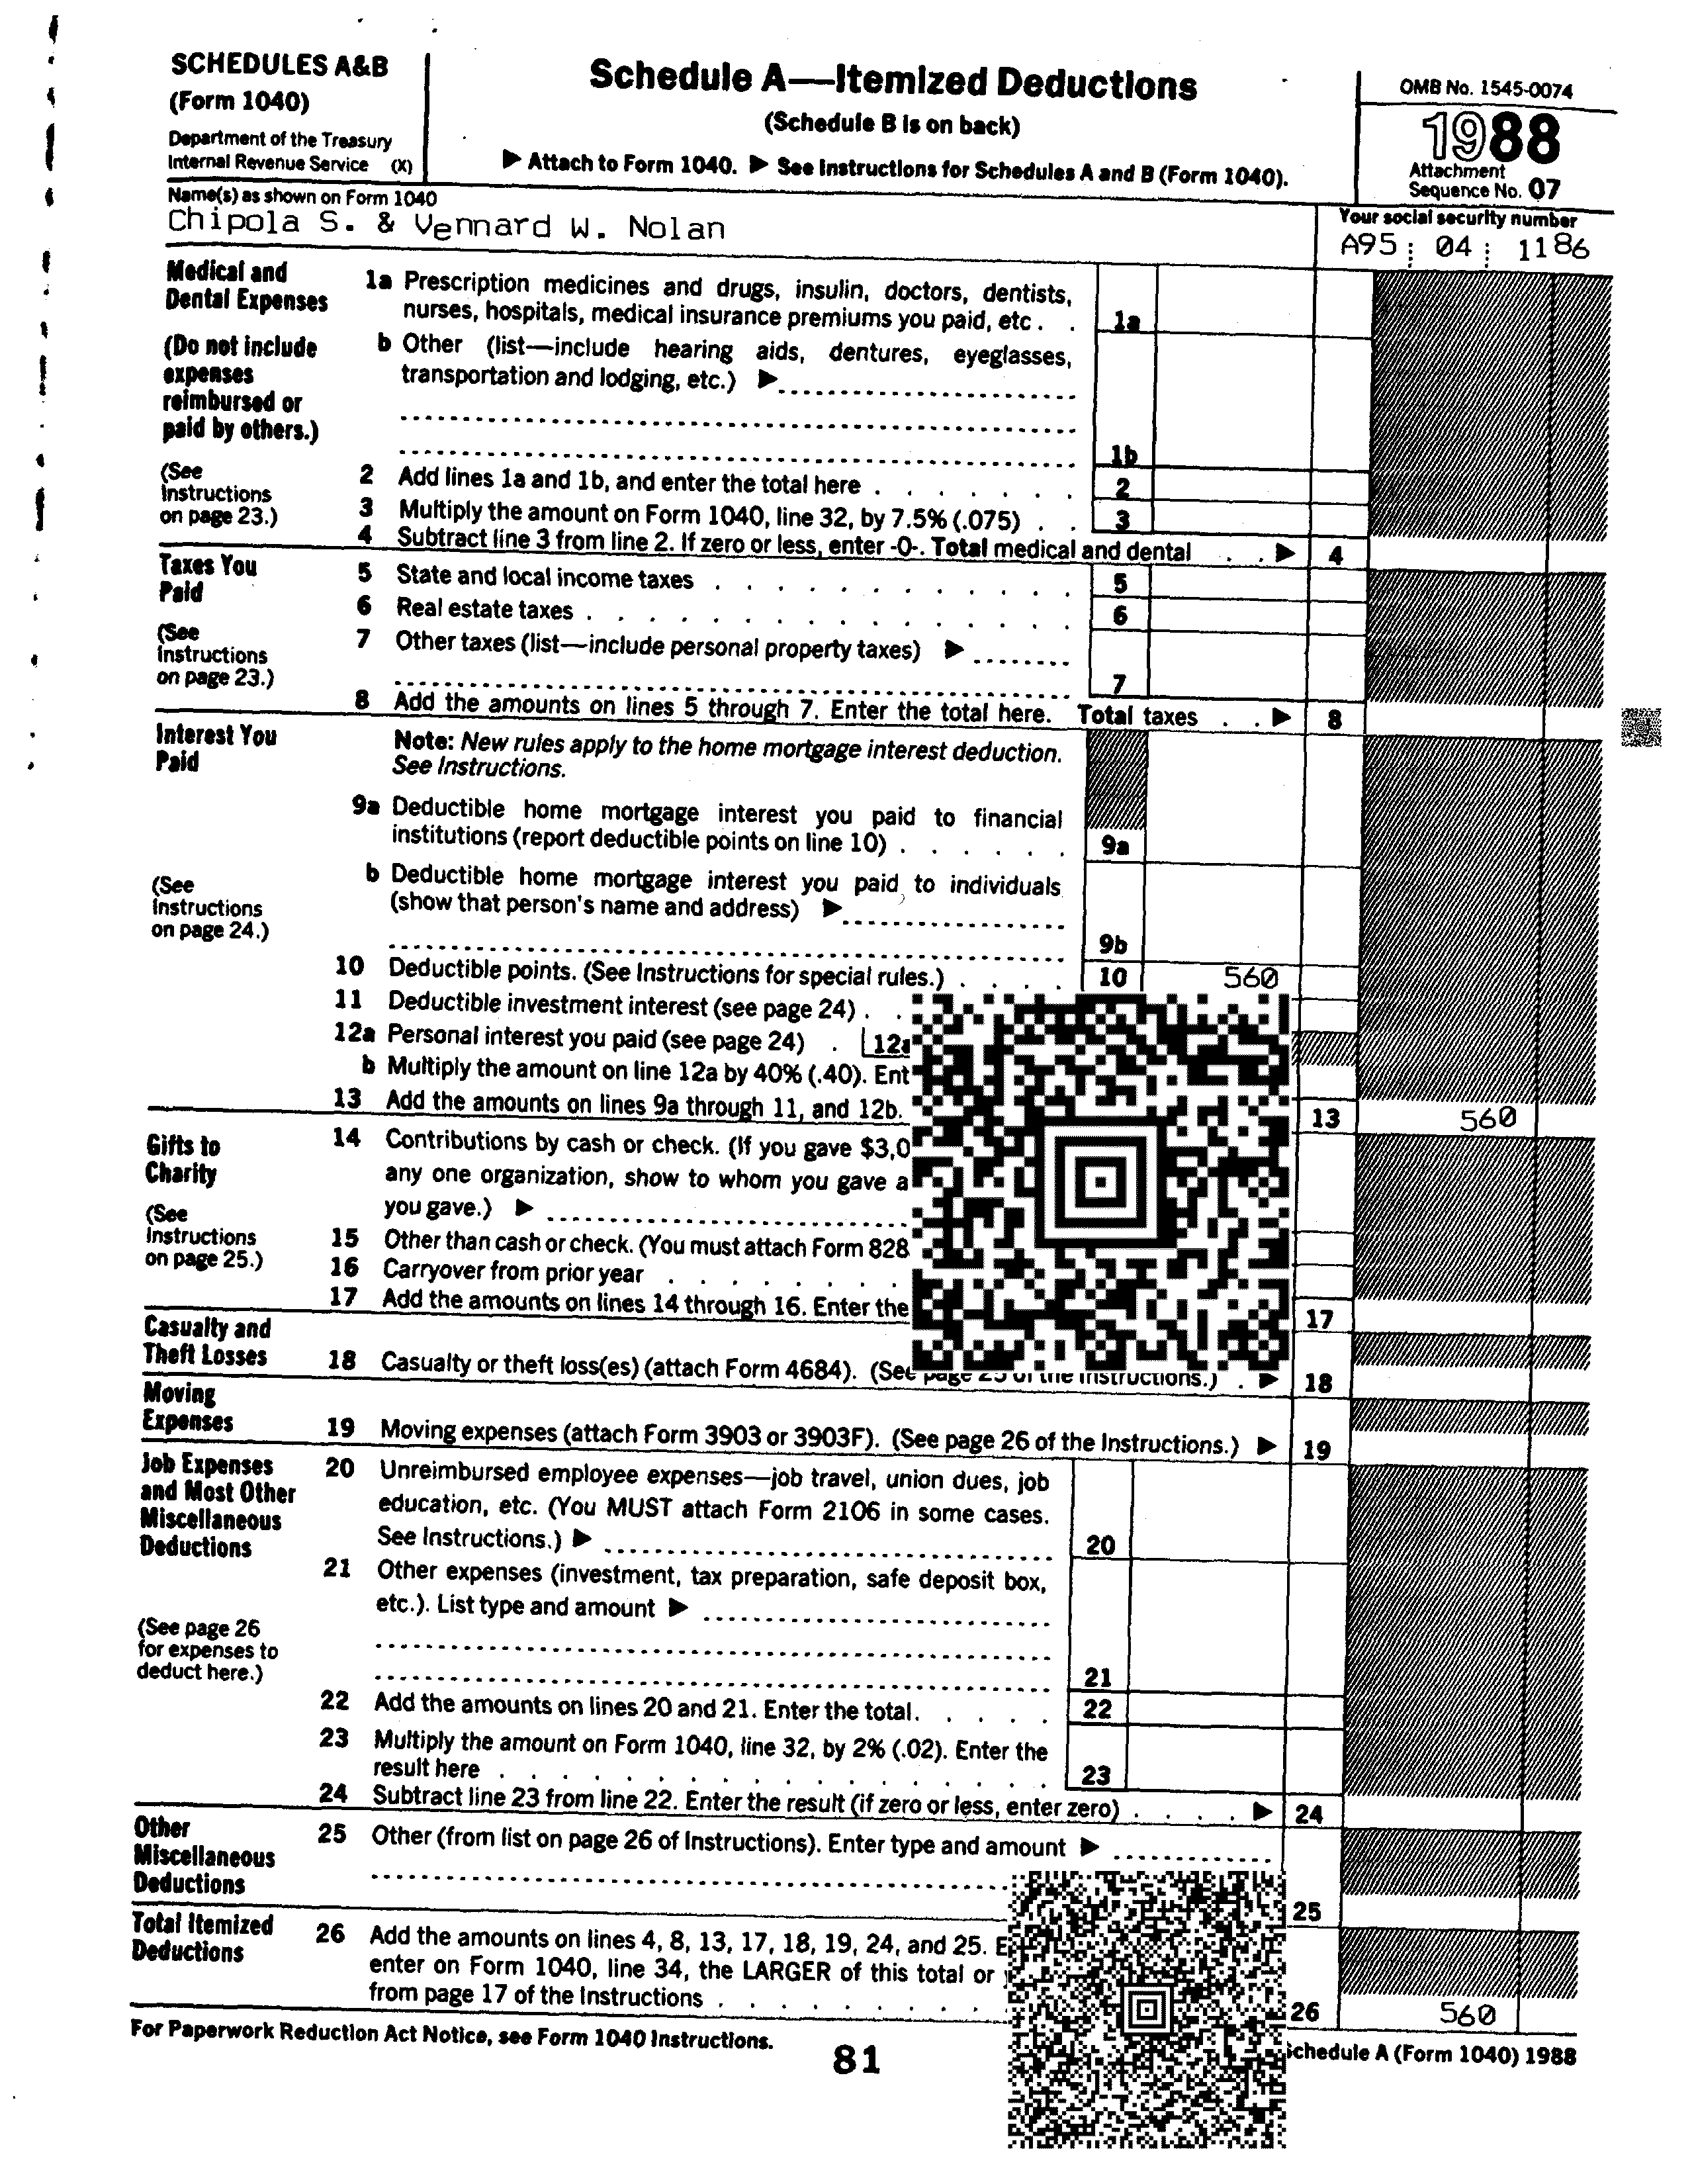 SCHEDULES A&B
(Form 1040)
Department of the Treasury
Internal Revenue Service (X)
Schedule A—Itemized Deductions
(Schedule B is on back)
▶ Attach to Form 1040. ▶ See Instructions for Schedules A and B (Form 1040).
OMB No. 1545-0074
1988
Attachment
Sequence No. 07
Name(s) as shown on Form 1040
Chipola S. & Vennard W. Nolan
Your social security number
A95 04 1186
Medical and
Dental Expenses
(Do not include
expenses
reimbursed or
paid by others.)
(See
Instructions
on page 23.)
1a Prescription medicines and drugs, insulin, doctors, dentists,
nurses, hospitals, medical insurance premiums you paid, etc . . 1a
b Other (list—include hearing aids, dentures, eyeglasses,
transportation and lodging, etc.) ▶
1b
2 Add lines 1a and 1b, and enter the total here . . . . . . . 2
3 Multiply the amount on Form 1040, line 32, by 7.5% (.075) . . 3
4 Subtract line 3 from line 2. If zero or less, enter -0-. Total medical and dental . . ▶ 4
Taxes You
Paid
(See
Instructions
on page 23.)
5 State and local income taxes . . . . . . . . . . . . 5
6 Real estate taxes . . . . . . . . . . . . . . . . 6
7 Other taxes (list—include personal property taxes) ▶
7
8 Add the amounts on lines 5 through 7. Enter the total here. Total taxes . . ▶ 8
Interest You
Paid
(See
Instructions
on page 24.)
Note: New rules apply to the home mortgage interest deduction.
See Instructions.
9a Deductible home mortgage interest you paid to financial
institutions (report deductible points on line 10) . . . . . . 9a
b Deductible home mortgage interest you paid to individuals
(show that person's name and address) ▶
9b
10 Deductible points. (See Instructions for special rules.) . . . . 10 560
11 Deductible investment interest (see page 24) . .
12a Personal interest you paid (see page 24) . 12a
b Multiply the amount on line 12a by 40% (.40). Ent
13 Add the amounts on lines 9a through 11, and 12b. 13 560
Gifts to
Charity
(See
Instructions
on page 25.)
14 Contributions by cash or check. (If you gave $3,0
any one organization, show to whom you gave a
you gave.) ▶
15 Other than cash or check. (You must attach Form 828
16 Carryover from prior year . . . . . . . .
17 Add the amounts on lines 14 through 16. Enter the 17
Casualty and
Theft Losses
18 Casualty or theft loss(es) (attach Form 4684). (See page 25 of the Instructions.) . ▶ 18
Moving
Expenses
19 Moving expenses (attach Form 3903 or 3903F). (See page 26 of the Instructions.) ▶ 19
Job Expenses
and Most Other
Miscellaneous
Deductions
(See page 26
for expenses to
deduct here.)
20 Unreimbursed employee expenses—job travel, union dues, job
education, etc. (You MUST attach Form 2106 in some cases.
See Instructions.) ▶ 20
21 Other expenses (investment, tax preparation, safe deposit box,
etc.). List type and amount ▶
21
22 Add the amounts on lines 20 and 21. Enter the total. . . . . 22
23 Multiply the amount on Form 1040, line 32, by 2% (.02). Enter the
result here . . . . . . . . . . . . . . . . . . 23
24 Subtract line 23 from line 22. Enter the result (if zero or less, enter zero) . . . . ▶ 24
Other
Miscellaneous
Deductions
25 Other (from list on page 26 of Instructions). Enter type and amount ▶
25
Total Itemized
Deductions
26 Add the amounts on lines 4, 8, 13, 17, 18, 19, 24, and 25.
enter on Form 1040, line 34, the LARGER of this total or
from page 17 of the Instructions . . . . . . . . . 26 560
For Paperwork Reduction Act Notice, see Form 1040 Instructions.
81
Schedule A (Form 1040) 1988